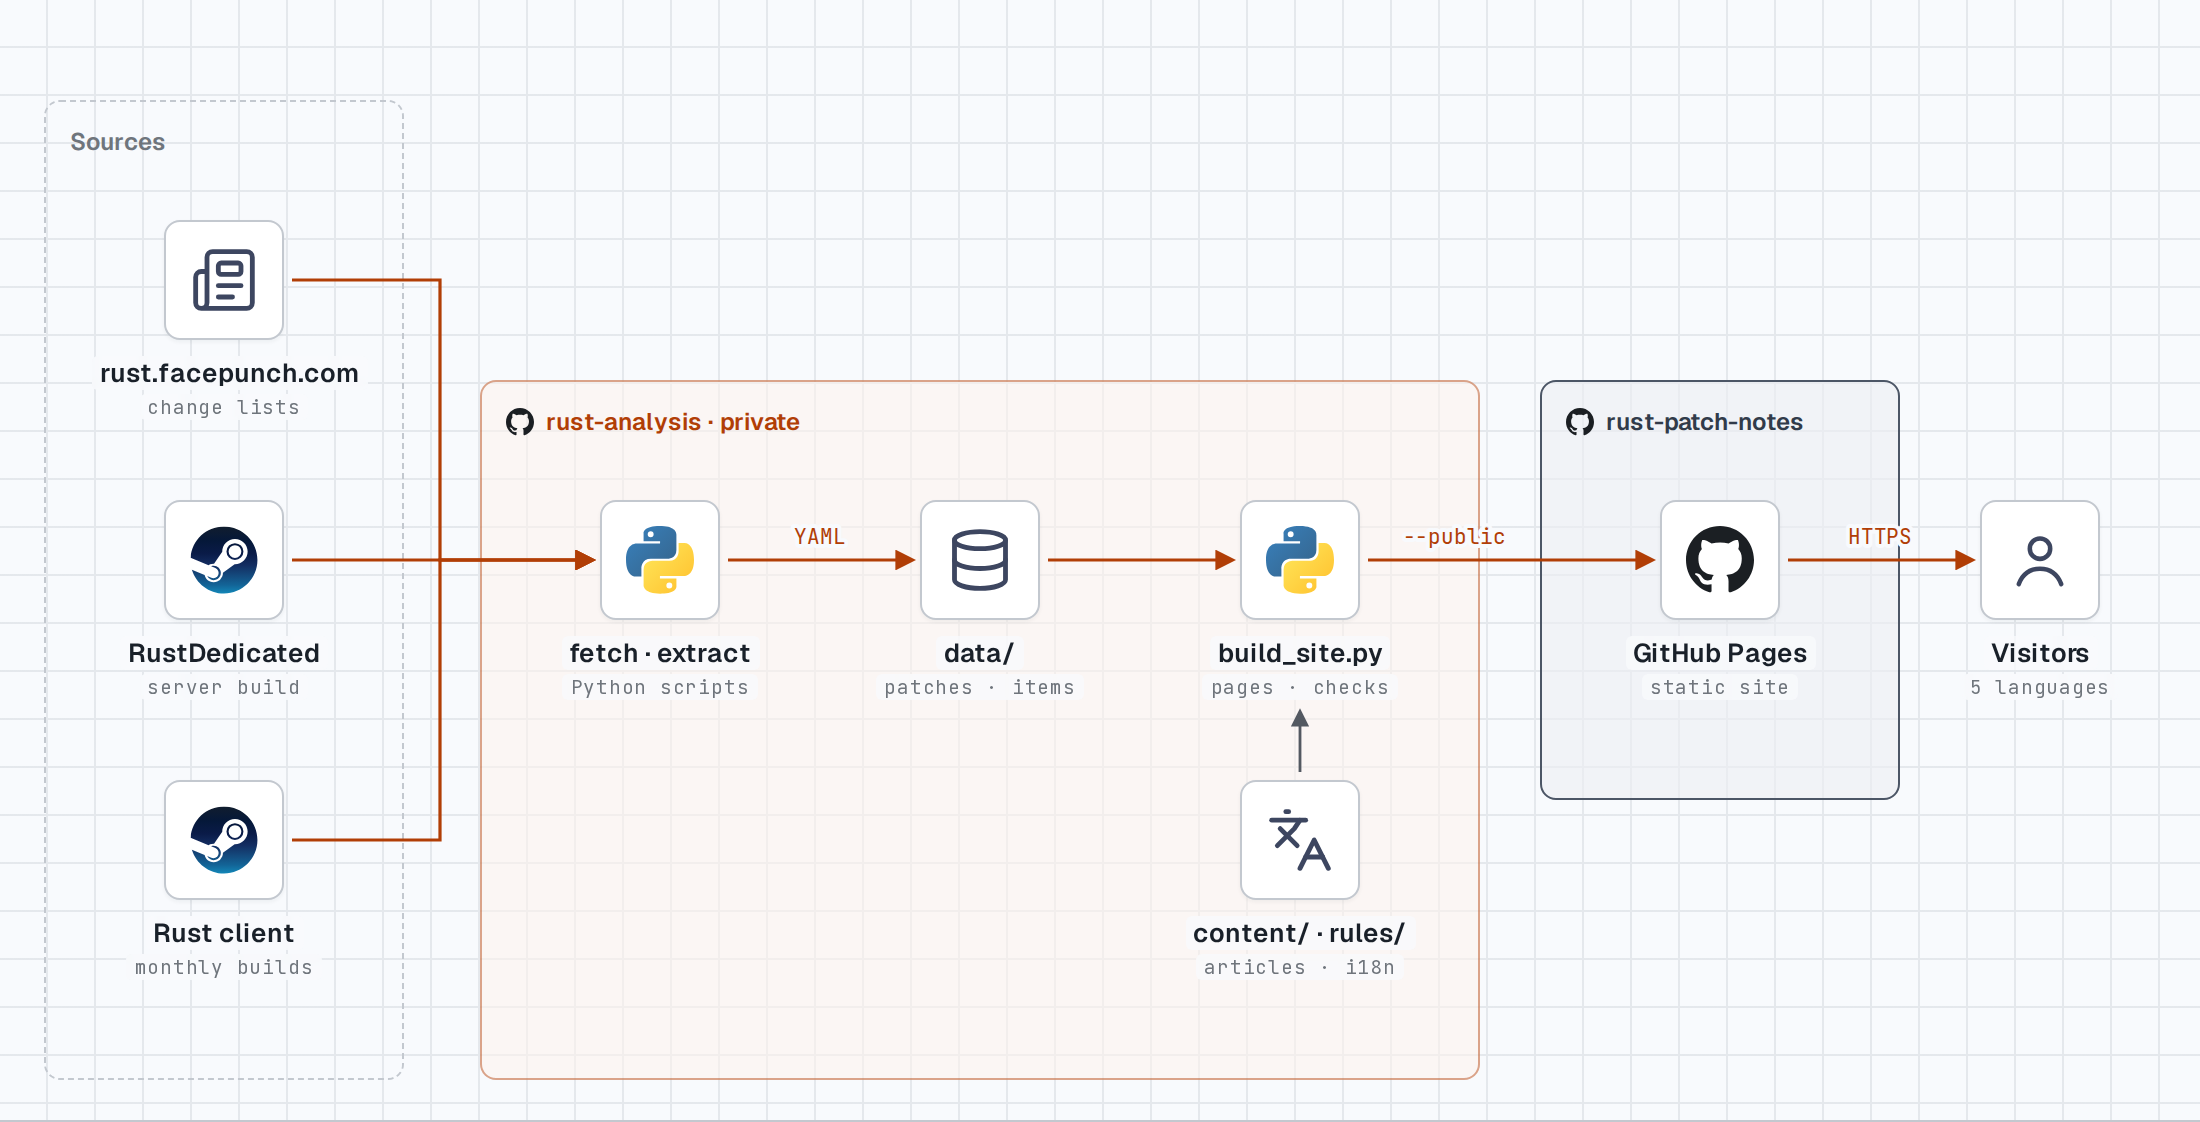 Sources
rust.facepunch.com
change lists
RustDedicated
server build
Rust client
monthly builds
rust-analysis · private
fetch · extract
Python scripts
YAML
data/
patches · items
build_site.py
pages · checks
content/ · rules/
articles · i18n
--public
rust-patch-notes
GitHub Pages
static site
HTTPS
Visitors
5 languages